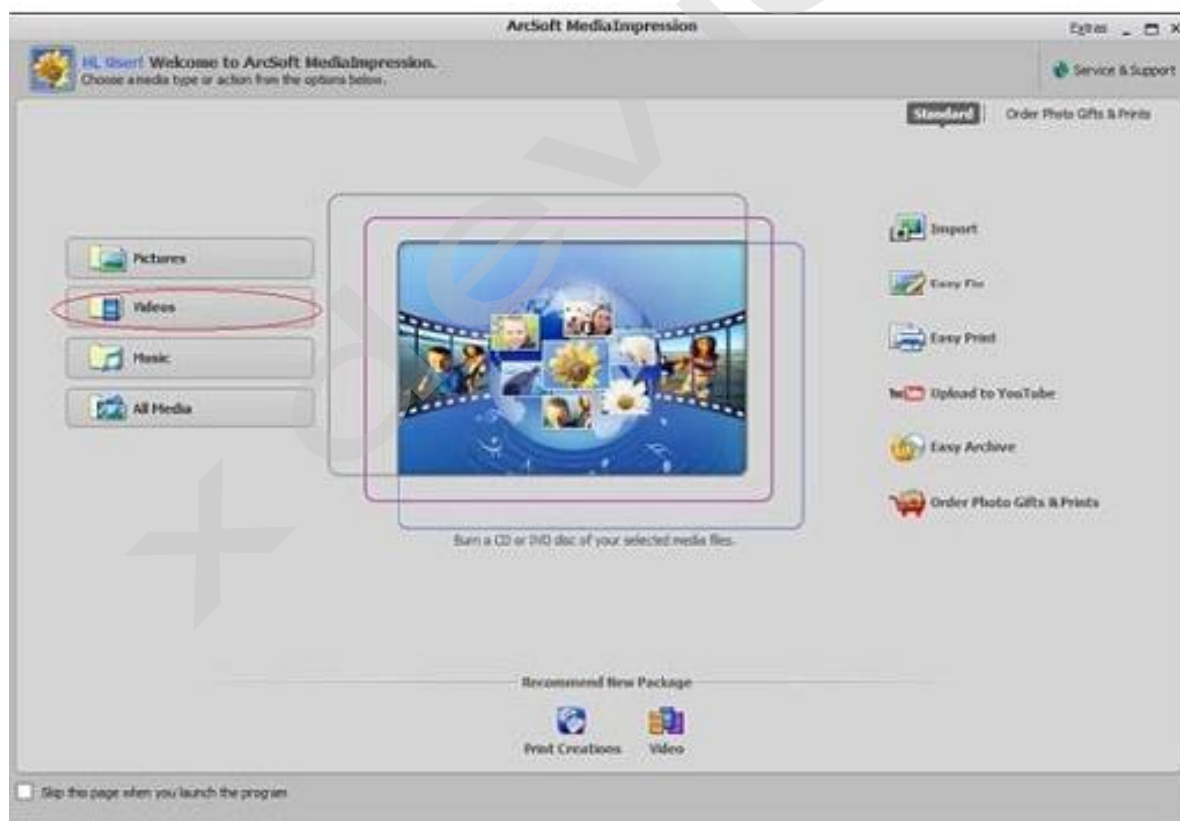 ArcSoft MediaImpression
Extras
Hi, User! Welcome to ArcSoft MediaImpression.
Choose a media type or action from the options below.
Service & Support
Standard
Order Photo Gifts & Prints
Pictures
Videos
Music
All Media
Import
Easy Fix
Easy Print
Upload to YouTube
Easy Archive
Order Photo Gifts & Prints
Burn a CD or DVD disc of your selected media files.
Recommend New Package
Print Creations
Video
Skip this page when you launch the program